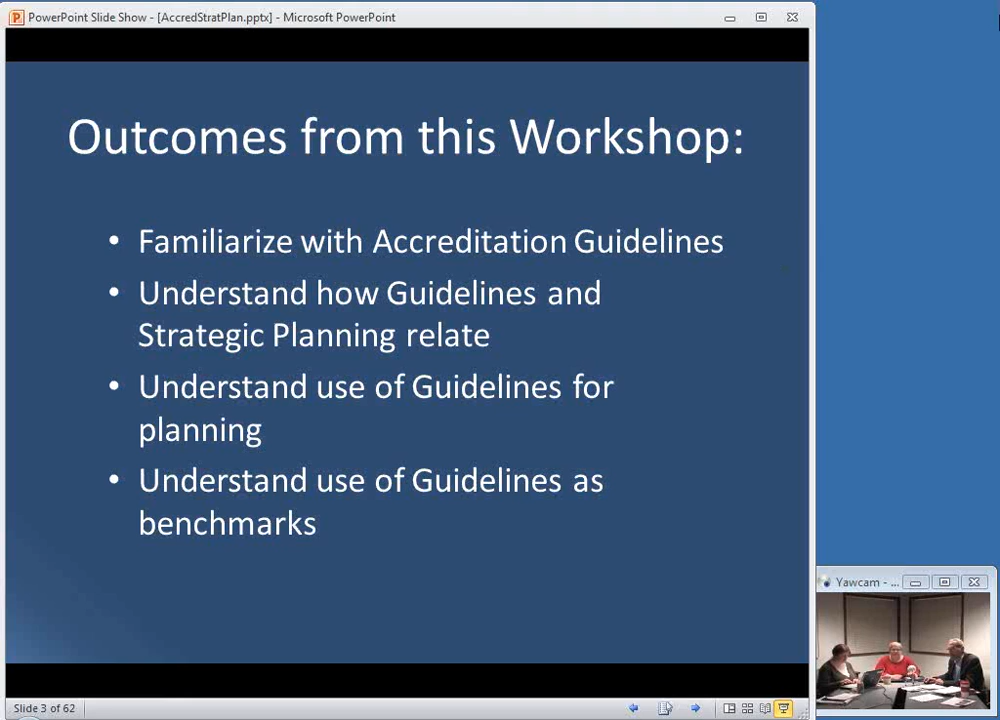 PowerPoint Slide Show - [AccredStratPlan.pptx] - Microsoft PowerPoint
Outcomes from this Workshop:
• Familiarize with Accreditation Guidelines
• Understand how Guidelines and
Strategic Planning relate
• Understand use of Guidelines for
planning
• Understand use of Guidelines as
benchmarks
Yawcam - ...
Slide 3 of 62